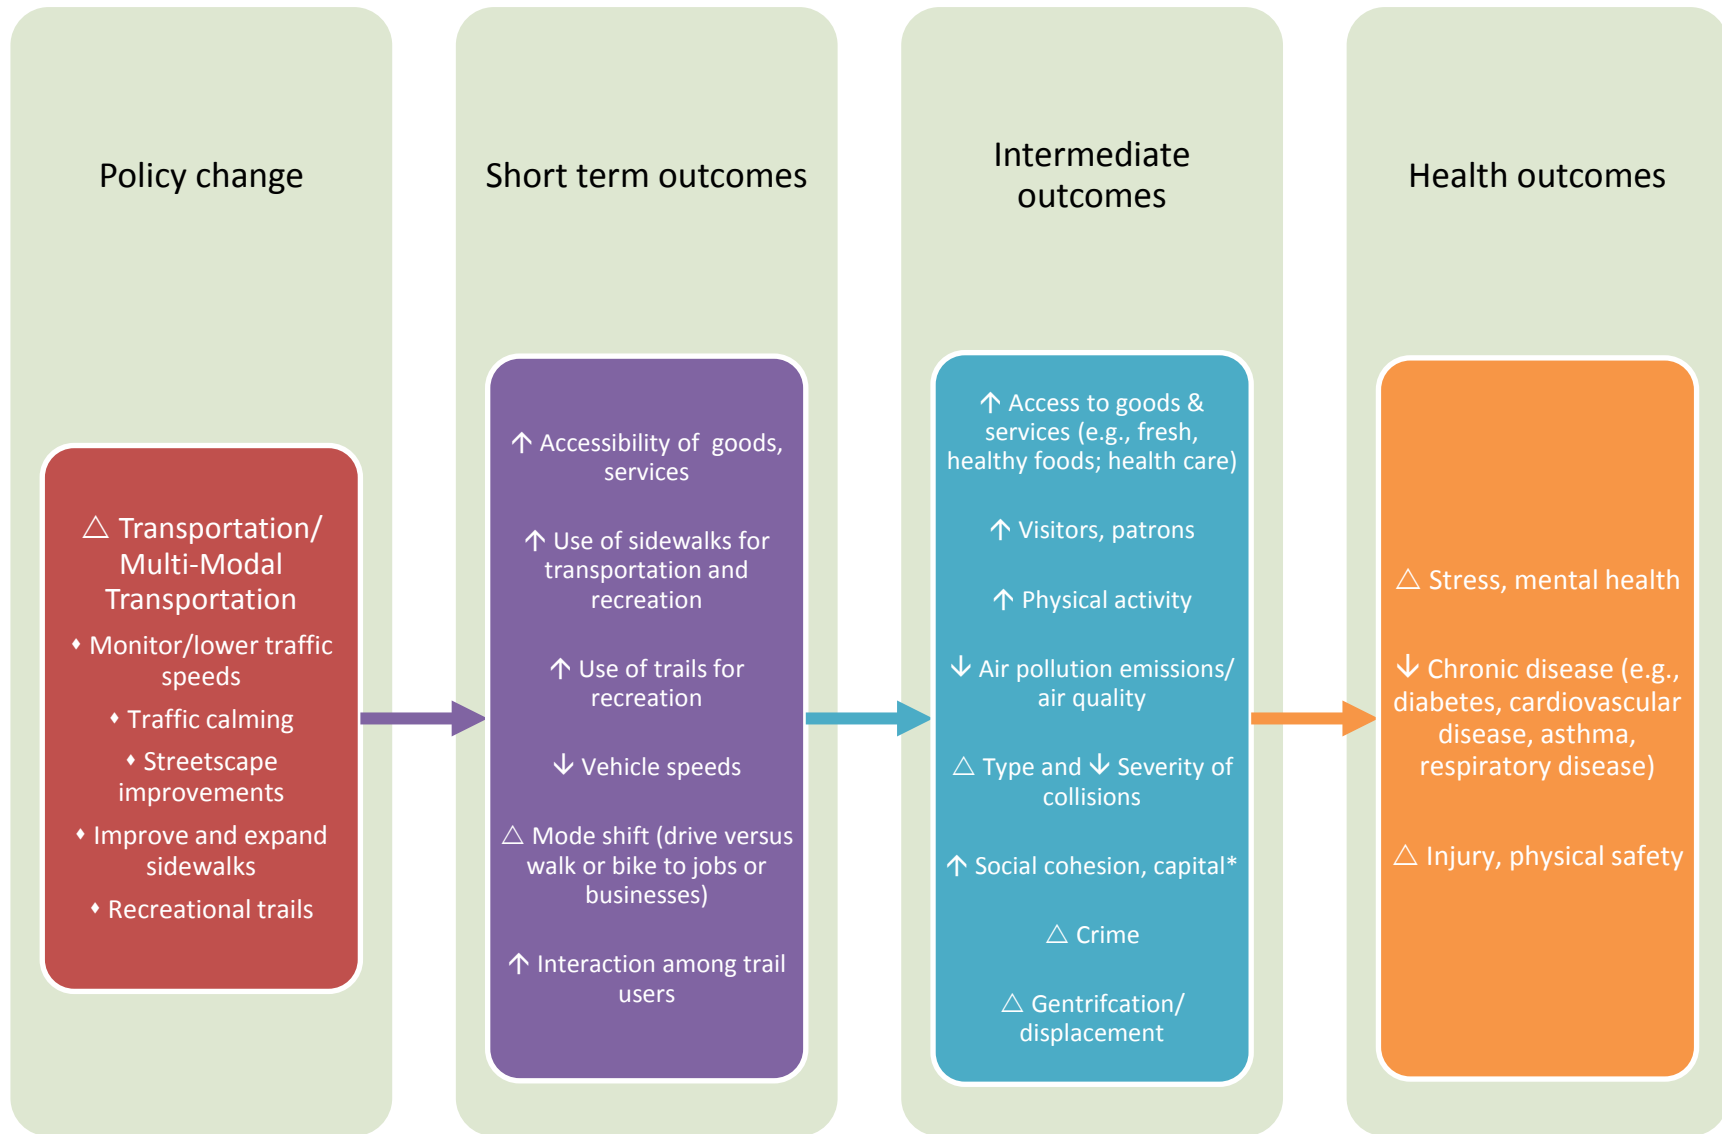 Policy change
△ Transportation/
Multi-Modal
Transportation
♦ Monitor/lower traffic
speeds
♦ Traffic calming
♦ Streetscape
improvements
♦ Improve and expand
sidewalks
♦ Recreational trails
Short term outcomes
↑ Accessibility of  goods,
services
↑ Use of sidewalks for
transportation and
recreation
↑ Use of trails for
recreation
↓ Vehicle speeds
△ Mode shift (drive versus
walk or bike to jobs or
businesses)
↑ Interaction among trail
users
Intermediate
outcomes
↑ Access to goods &
services (e.g., fresh,
healthy foods; health care)
↑ Visitors, patrons
↑ Physical activity
↓ Air pollution emissions/
air quality
△ Type and ↓ Severity of
collisions
↑ Social cohesion, capital*
△ Crime
△ Gentrifcation/
displacement
Health outcomes
△ Stress, mental health
↓ Chronic disease (e.g.,
diabetes, cardiovascular
disease, asthma,
respiratory disease)
△ Injury, physical safety